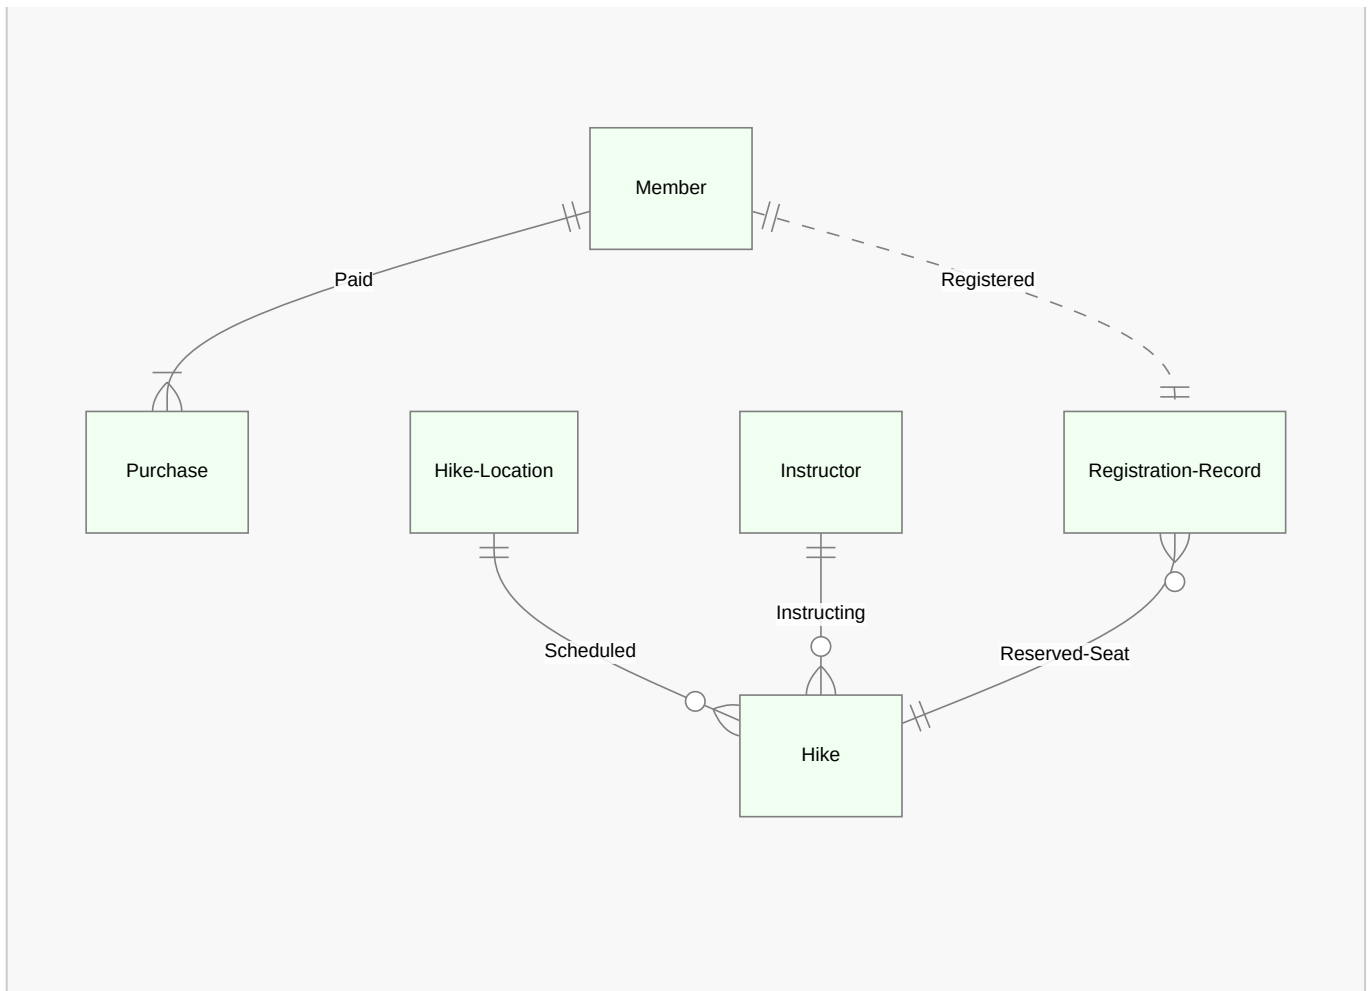 Member
Paid
Registered
Purchase
Hike-Location
Instructor
Registration-Record
Instructing
Scheduled
Reserved-Seat
Hike